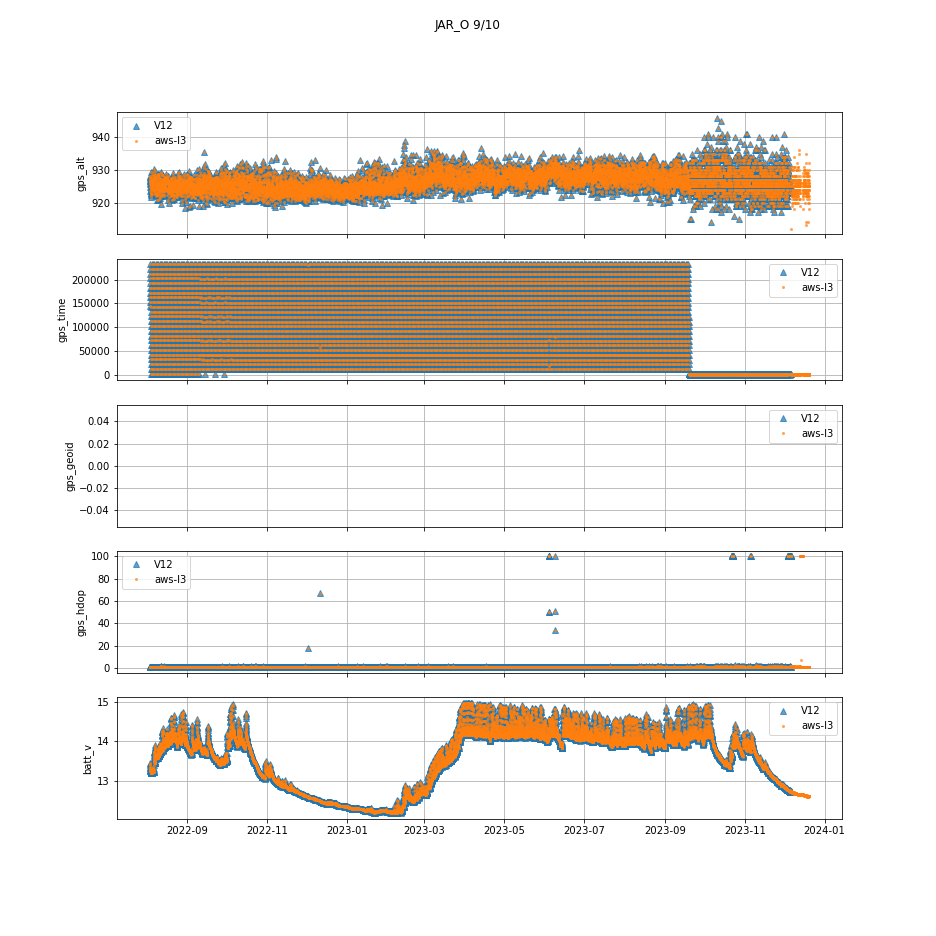 JAR_O 9/10
940
930
920
gps_alt
V12
aws-l3
200000
150000
100000
50000
0
gps_time
V12
aws-l3
0.04
0.02
0.00
−0.02
−0.04
gps_geoid
V12
aws-l3
100
80
60
40
20
0
gps_hdop
V12
aws-l3
15
14
13
batt_v
V12
aws-l3
2022-09 2022-11 2023-01 2023-03 2023-05 2023-07 2023-09 2023-11 2024-01